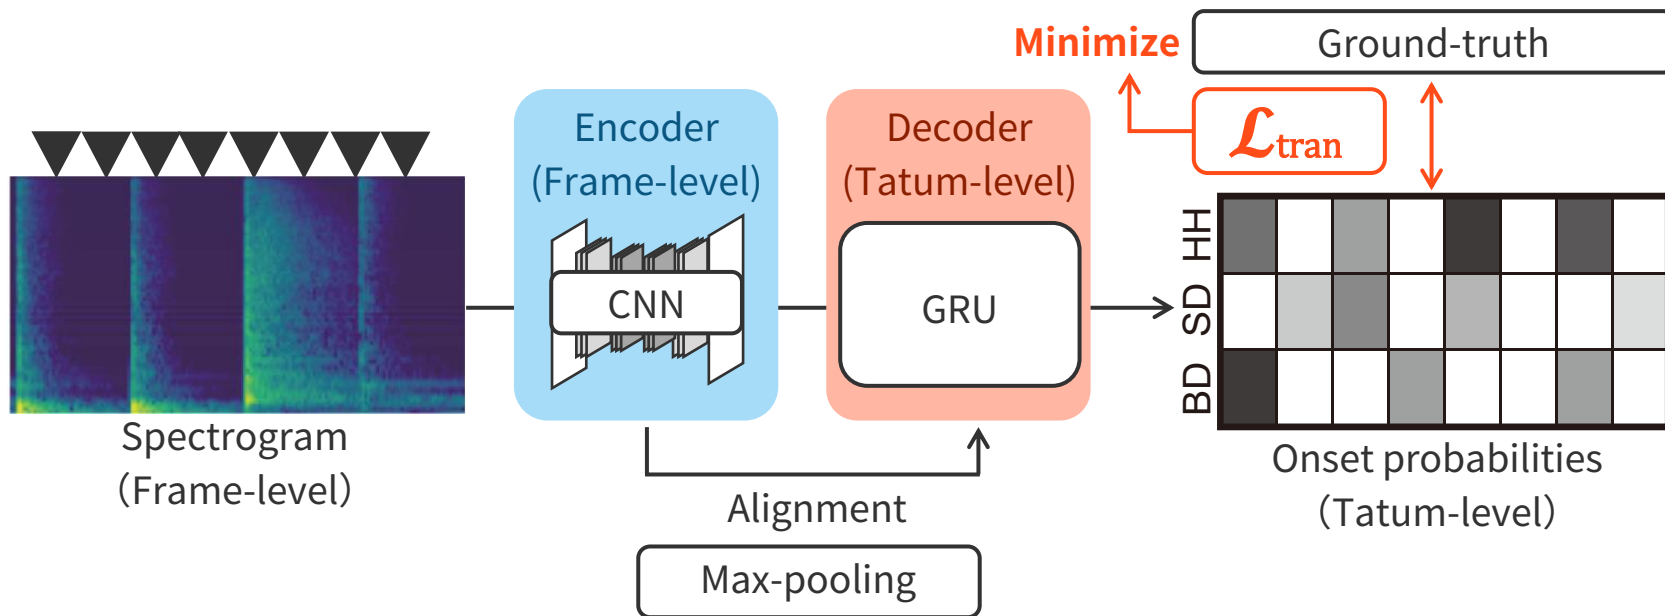 Minimize
Ground-truth
ℒtran
Encoder
(Frame-level)
CNN
Decoder
(Tatum-level)
GRU
HH
SD
BD
Spectrogram
(Frame-level)
Alignment
Max-pooling
Onset probabilities
(Tatum-level)